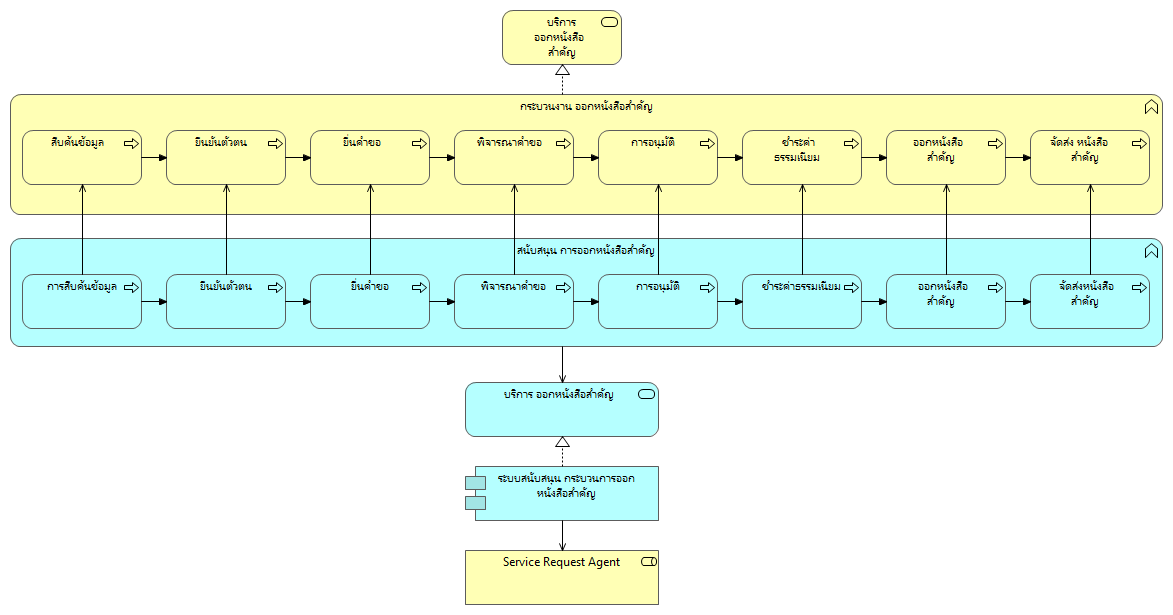 บริการ
ออกหนังสือ
สำคัญ
กระบวนงาน ออกหนังสือสำคัญ
สืบค้นข้อมูล
ยืนยันตัวตน
ยื่นคำขอ
พิจารณาคำขอ
การอนุมัติ
ชำระค่า
ธรรมเนียม
ออกหนังสือ
สำคัญ
จัดส่ง หนังสือ
สำคัญ
สนับสนุน การออกหนังสือสำคัญ
การสืบค้นข้อมูล
ยืนยันตัวตน
ยื่นคำขอ
พิจารณาคำขอ
การอนุมัติ
ชำระค่าธรรมเนียม
ออกหนังสือ
สำคัญ
จัดส่งหนังสือ
สำคัญ
บริการ ออกหนังสือสำคัญ
ระบบสนับสนุน กระบวนการออก
หนังสือสำคัญ
Service Request Agent